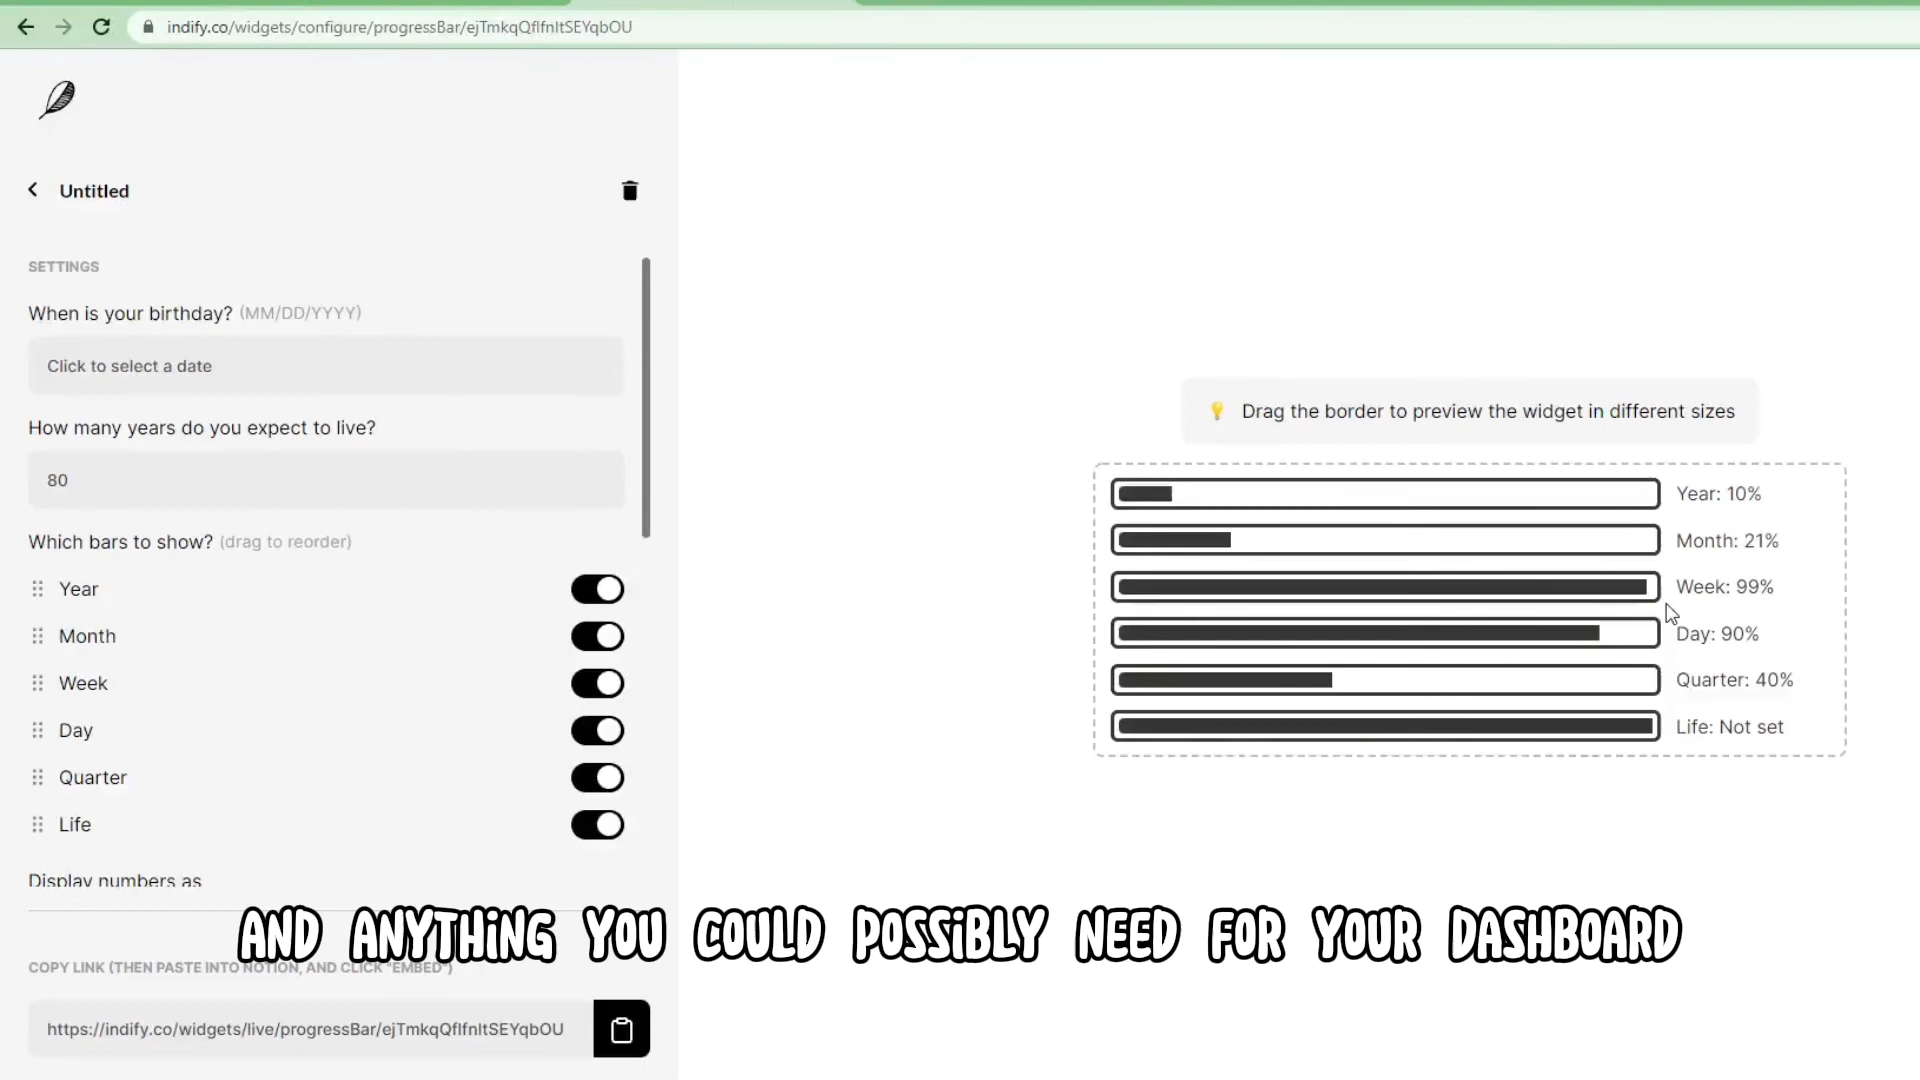 indify.co/widgets/configure/progressBar/ejTmkqQflfnItSEYqbOU
Untitled
SETTINGS
When is your birthday? (MM/DD/YYYY)
Click to select a date
How many years do you expect to live?
80
Which bars to show? (drag to reorder)
Year
Month
Week
Day
Quarter
Life
Display numbers as
COPY LINK (THEN PASTE INTO NOTION, AND CLICK "EMBED")
https://indify.co/widgets/live/progressBar/ejTmkqQflfnItSEYqbOU
Drag the border to preview the widget in different sizes
Year: 10%
Month: 21%
Week: 99%
Day: 90%
Quarter: 40%
Life: Not set
AND ANYTHING YOU COULD POSSIBLY NEED FOR YOUR DASHBOARD